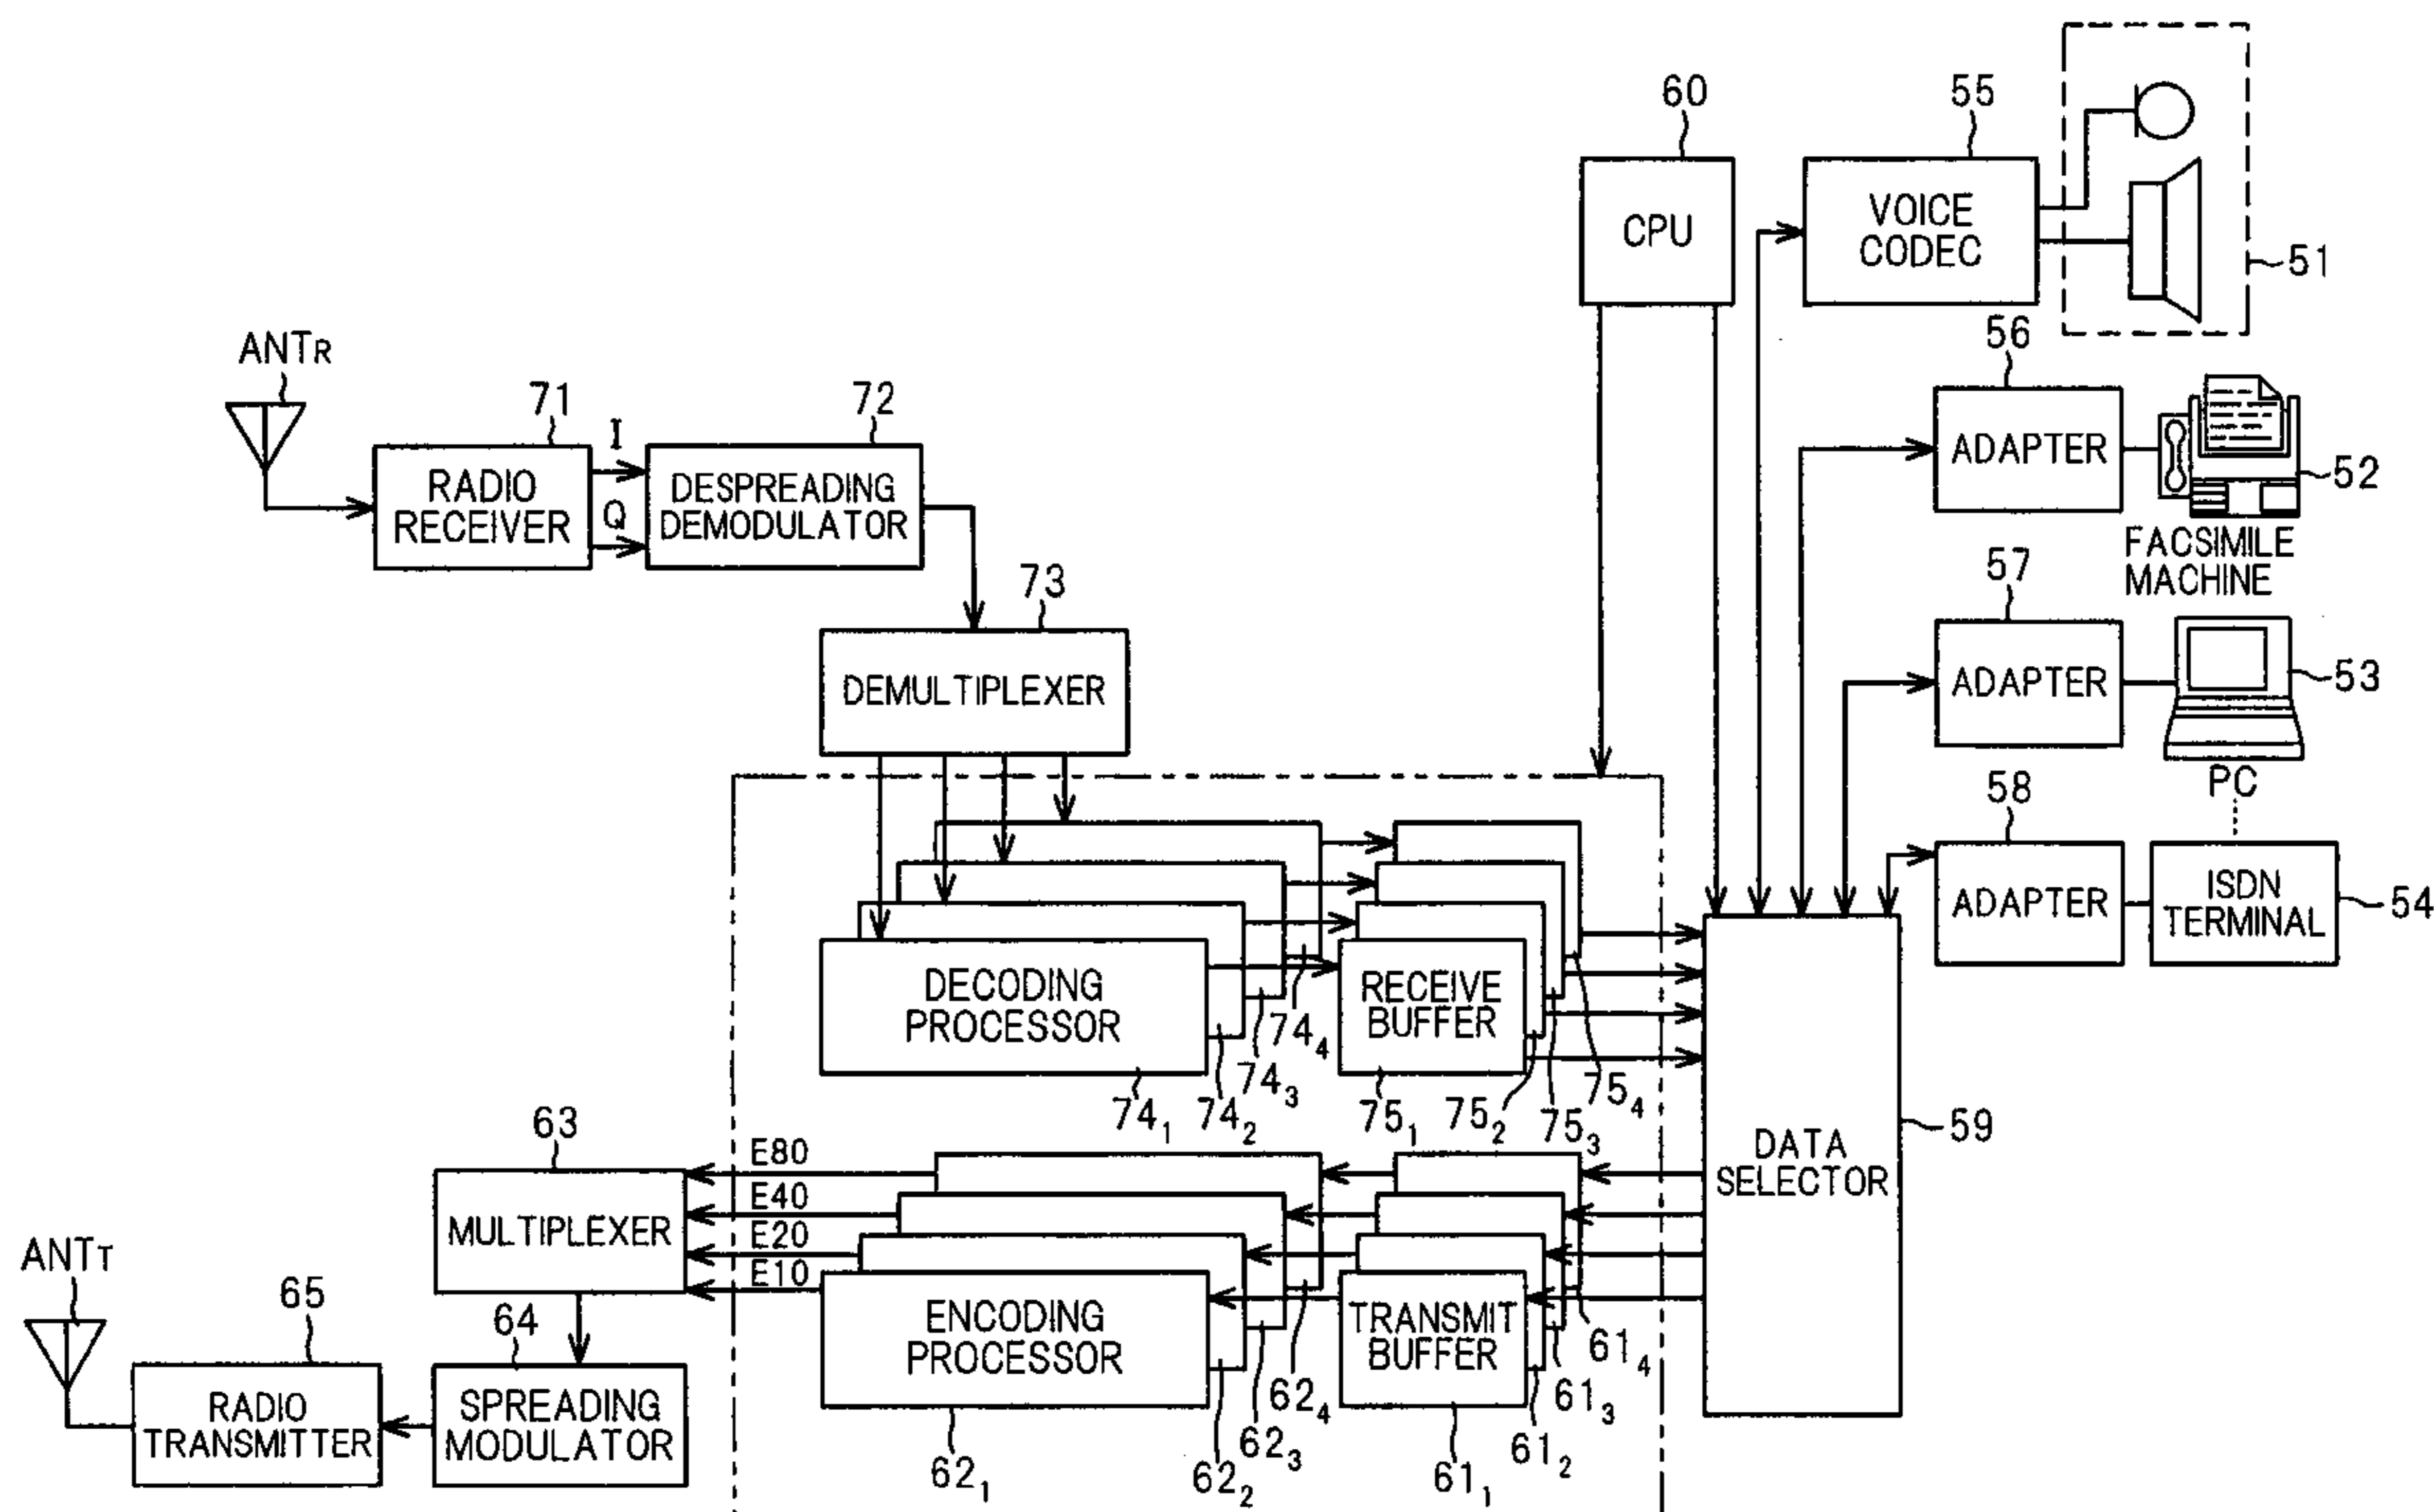 60
55
CPU
VOICE
CODEC
51
ANTR
56
71
72
I
ADAPTER
52
RADIO
RECEIVER
DESPREADING
DEMODULATOR
Q
FACSIMILE
MACHINE
57
73
ADAPTER
53
DEMULTIPLEXER
PC
58
ADAPTER
ISDN
TERMINAL
54
DECODING
PROCESSOR
RECEIVE
BUFFER
74₁
74₂
74₃
74₄
75₁
75₂
75₃
75₄
59
DATA
SELECTOR
63
E80
E40
E20
E10
MULTIPLEXER
ANTT
65
64
ENCODING
PROCESSOR
TRANSMIT
BUFFER
RADIO
TRANSMITTER
SPREADING
MODULATOR
62₁
62₂
62₃
62₄
61₁
61₂
61₃
61₄